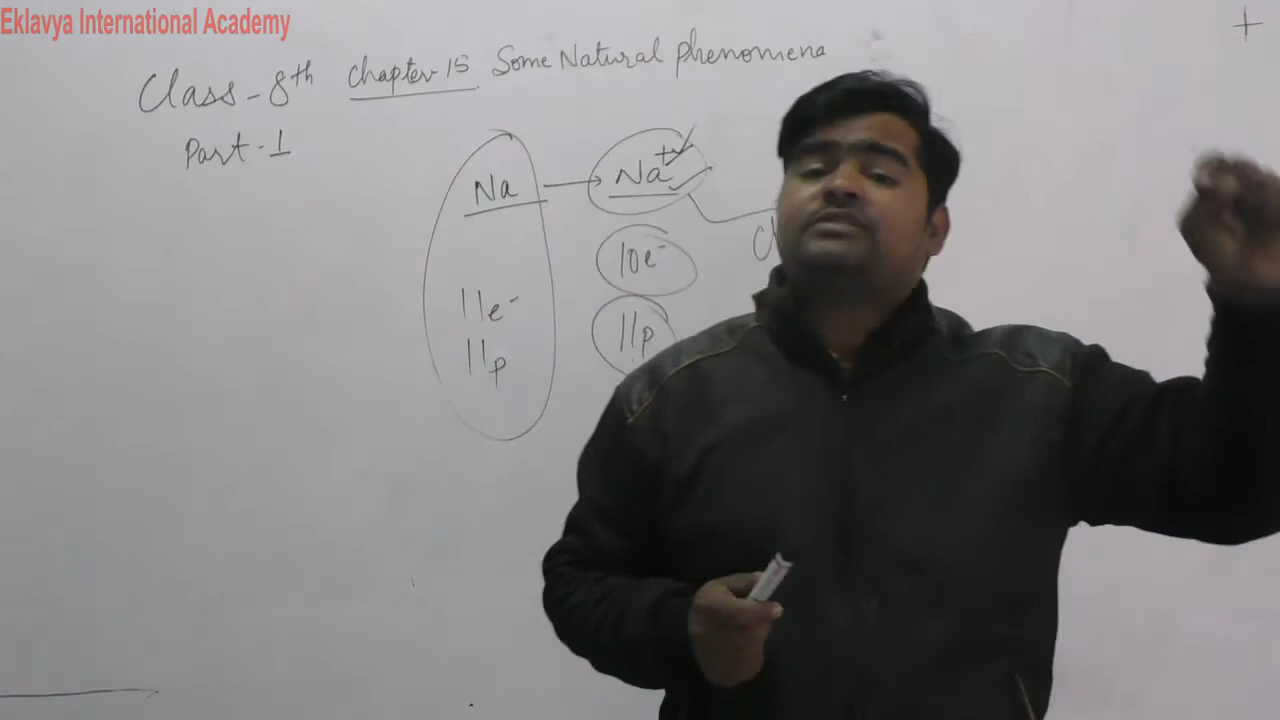 Eklavya International Academy
+
Class - 8th Chapter 15 Some Natural Phenomena
Part - 1
Na → Na+
11e-
11p
10e-
11p